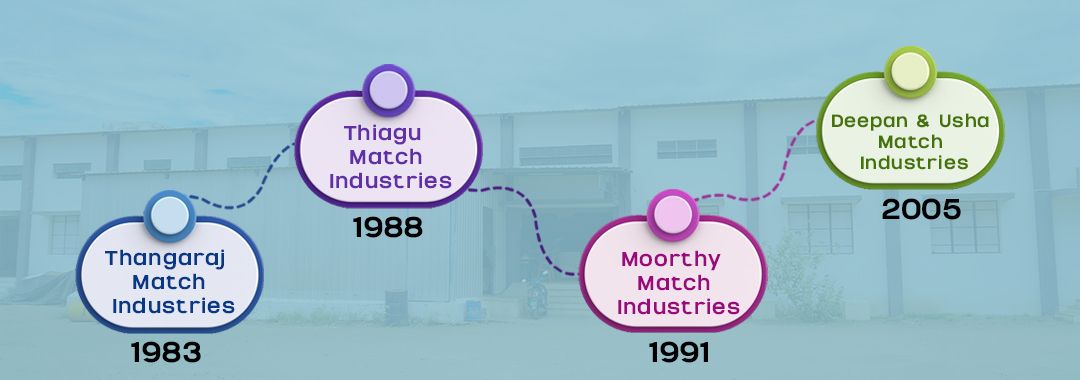 Thangaraj
Match
Industries
1983
Thiagu
Match
Industries
1988
Moorthy
Match
Industries
1991
Deepan & Usha
Match
Industries
2005